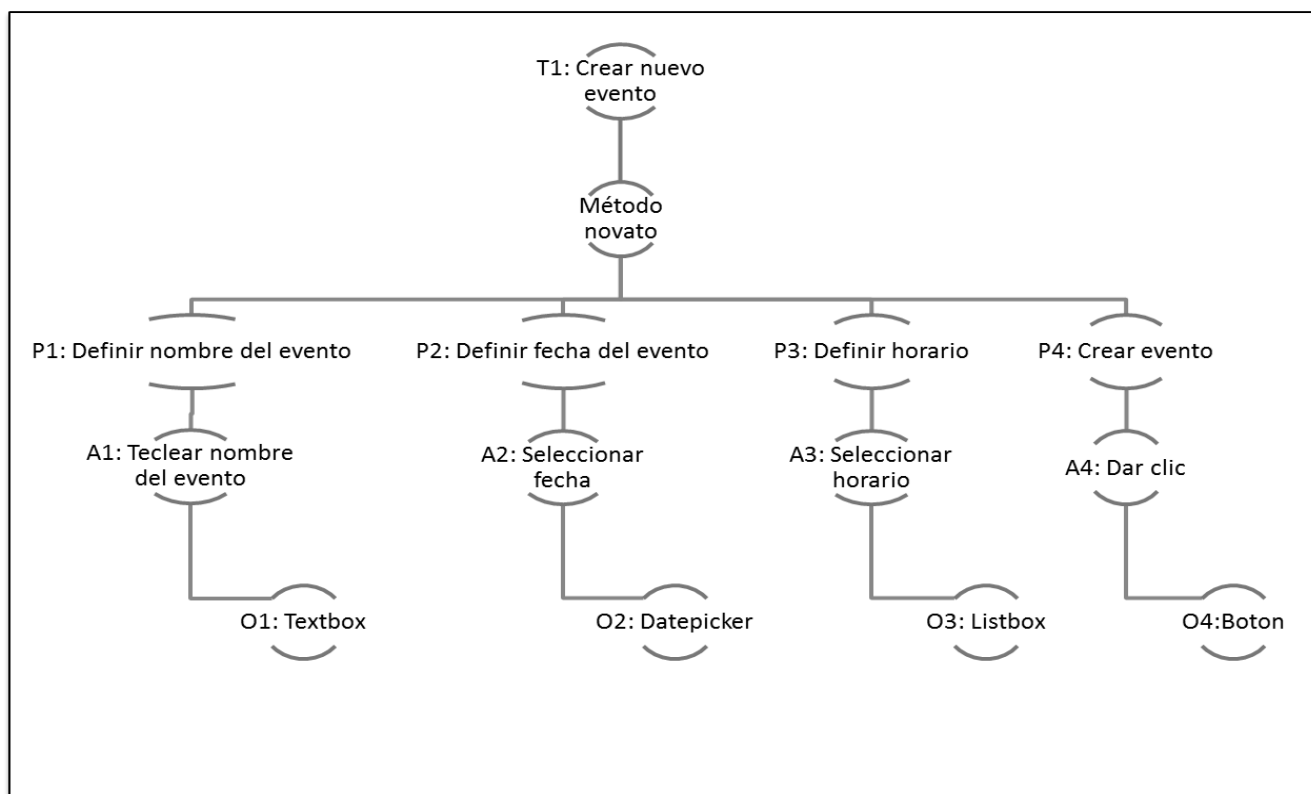 T1: Crear nuevo
evento
Método
novato
P1: Definir nombre del evento
P2: Definir fecha del evento
P3: Definir horario
P4: Crear evento
A1: Teclear nombre
del evento
A2: Seleccionar
fecha
A3: Seleccionar
horario
A4: Dar clic
O1: Textbox
O2: Datepicker
O3: Listbox
O4:Boton